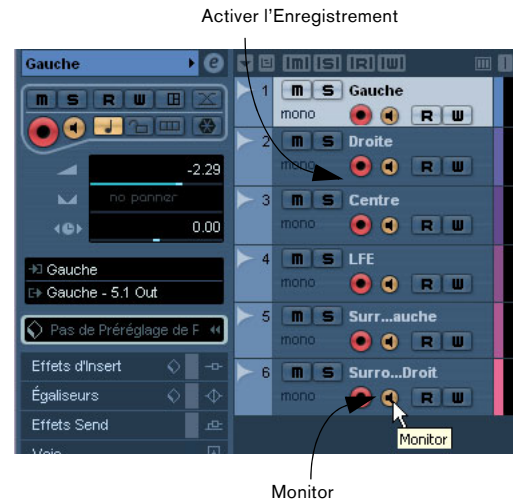 Activer l'Enregistrement
Gauche
e
m S R W
-2.29
no panner
0.00
Gauche
Gauche - 5.1 Out
Pas de Préréglage de F
Effets d'Insert
Égaliseurs
Effets Send
Voie
m S R W
1 m S Gauche
mono R W
2 m S Droite
mono R W
3 m S Centre
mono R W
4 m S LFE
mono R W
5 m S Surr...auche
mono R W
6 m S Surro...Droit
mono R W
Monitor
Monitor